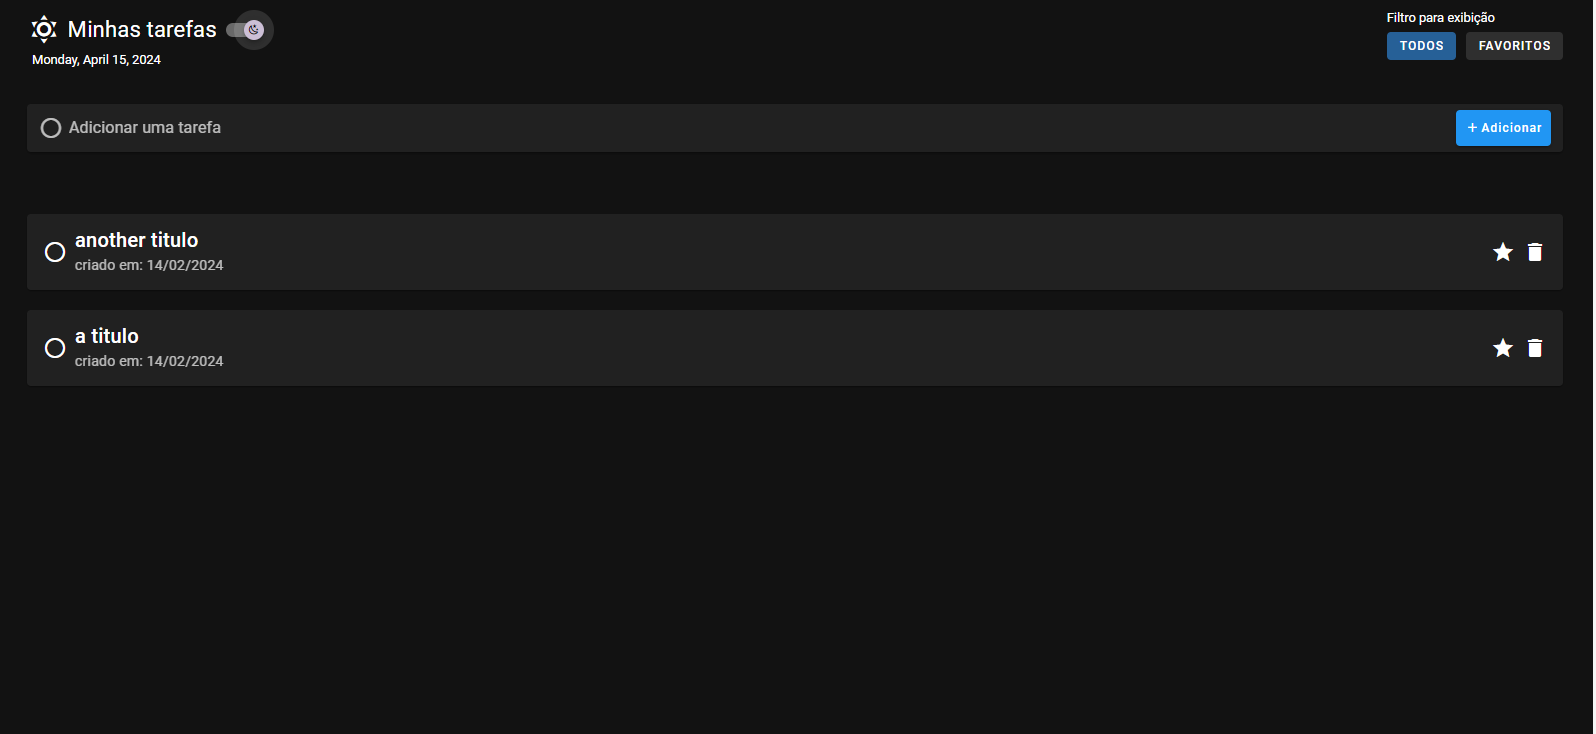 Minhas tarefas
Monday, April 15, 2024
Filtro para exibição
TODOS
FAVORITOS
Adicionar uma tarefa
+ Adicionar
another titulo
criado em: 14/02/2024
a titulo
criado em: 14/02/2024